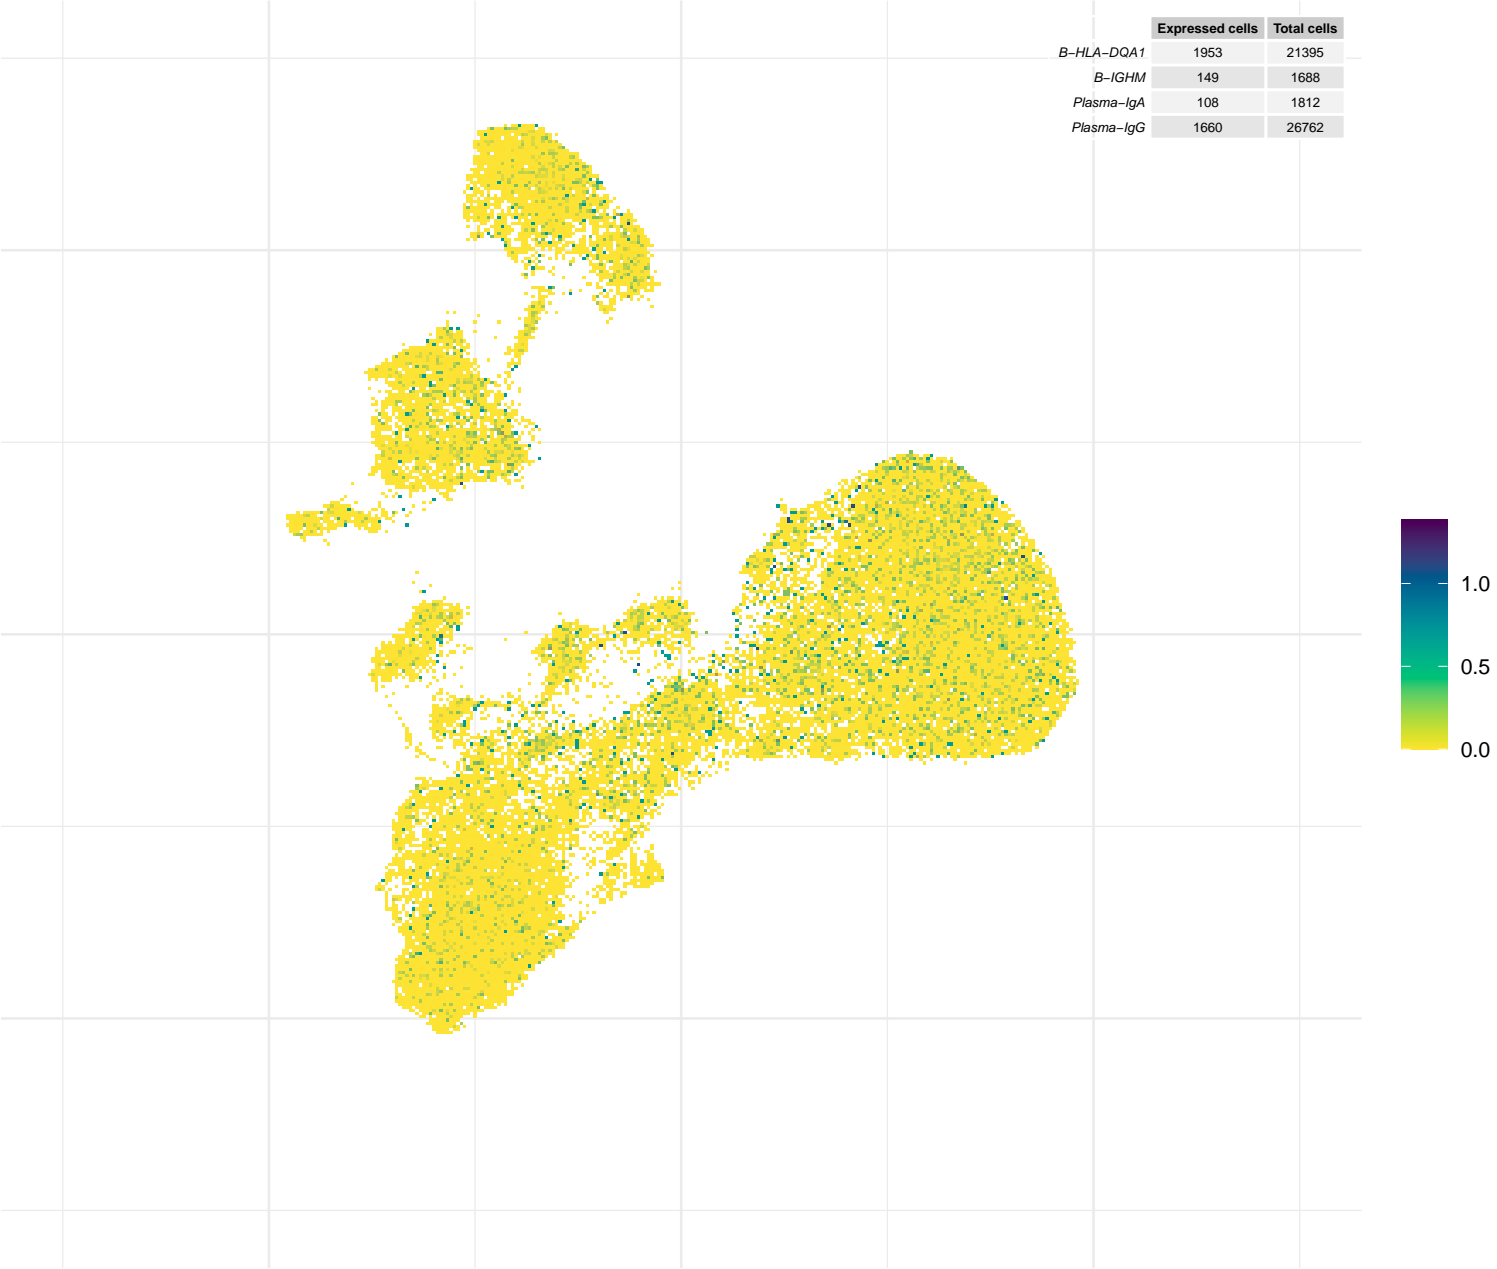 Expressed cells Total cells
B−HLA−DQA1 1953 21395
B−IGHM 149 1688
Plasma−IgA 108 1812
Plasma−IgG 1660 26762
1.0
0.5
0.0